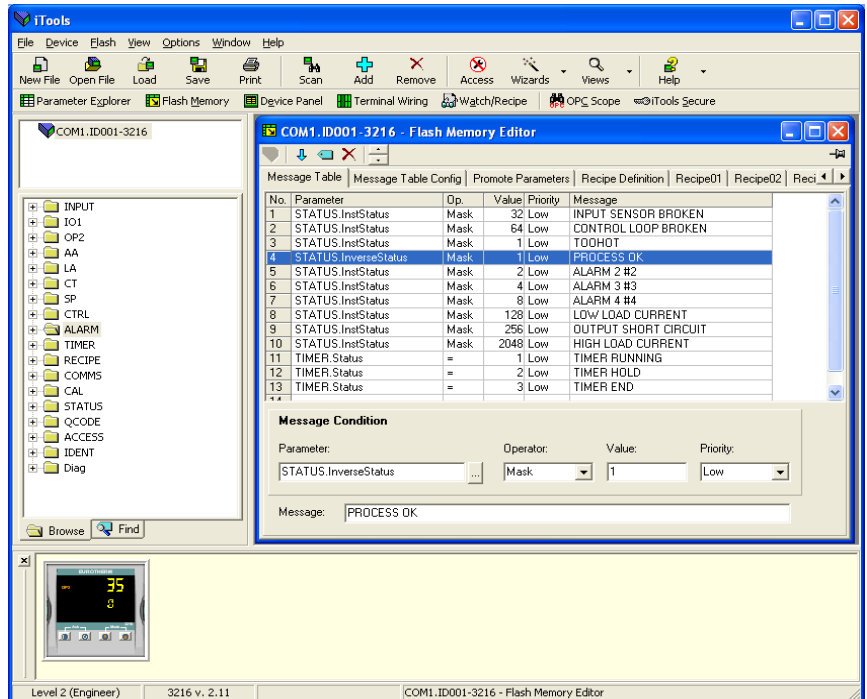 iTools
File Device Flash View Options Window Help
New File Open File Load Save Print Scan Add Remove Access Wizards Views Help
Parameter Explorer Flash Memory Device Panel Terminal Wiring Watch/Recipe OPC Scope iTools Secure
COM1.ID001-3216
INPUT
IO1
OP2
AA
LA
CT
SP
CTRL
ALARM
TIMER
RECIPE
COMMS
CAL
STATUS
QCODE
ACCESS
IDENT
Diag
Browse Find
COM1.ID001-3216 - Flash Memory Editor
Message Table Message Table Config Promote Parameters Recipe Definition Recipe01 Recipe02 Reci
No. Parameter Op. Value Priority Message
1 STATUS.InstStatus Mask 32 Low INPUT SENSOR BROKEN
2 STATUS.InstStatus Mask 64 Low CONTROL LOOP BROKEN
3 STATUS.InstStatus Mask 1 Low TOOHOT
4 STATUS.InverseStatus Mask 1 Low PROCESS OK
5 STATUS.InstStatus Mask 2 Low ALARM 2 #2
6 STATUS.InstStatus Mask 4 Low ALARM 3 #3
7 STATUS.InstStatus Mask 8 Low ALARM 4 #4
8 STATUS.InstStatus Mask 128 Low LOW LOAD CURRENT
9 STATUS.InstStatus Mask 256 Low OUTPUT SHORT CIRCUIT
10 STATUS.InstStatus Mask 2048 Low HIGH LOAD CURRENT
11 TIMER.Status = 1 Low TIMER RUNNING
12 TIMER.Status = 2 Low TIMER HOLD
13 TIMER.Status = 3 Low TIMER END
Message Condition
Parameter: Operator: Value: Priority:
STATUS.InverseStatus ... Mask 1 Low
Message: PROCESS OK
EUROTHERM
OP2 35
0
Level 2 (Engineer) 3216 v. 2.11 COM1.ID001-3216 - Flash Memory Editor